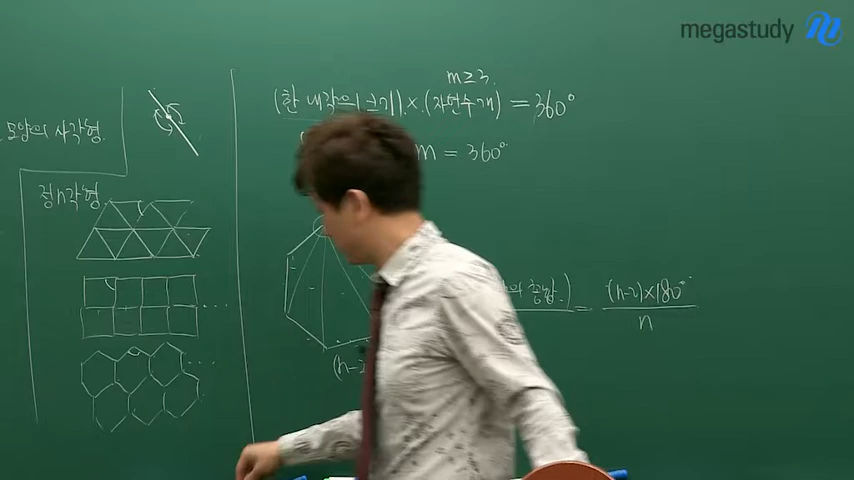 megastudy
모양의 사각형.
정n각형
m≥3.
(한 내각의 크기)×(자연수 개) = 360°
m = 360°
의 총합.) = (n-2)×180° / n
(n-2